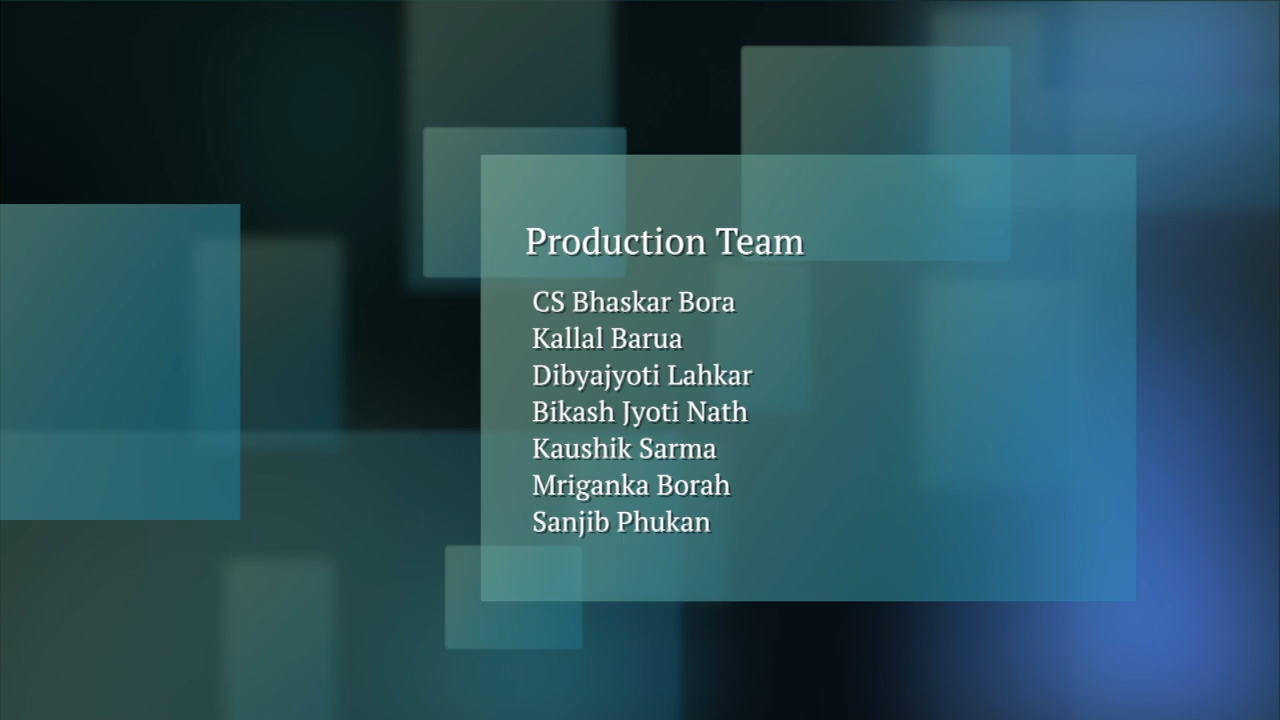 Production Team
CS Bhaskar Bora
Kallal Barua
Dibyajyoti Lahkar
Bikash Jyoti Nath
Kaushik Sarma
Mriganka Borah
Sanjib Phukan